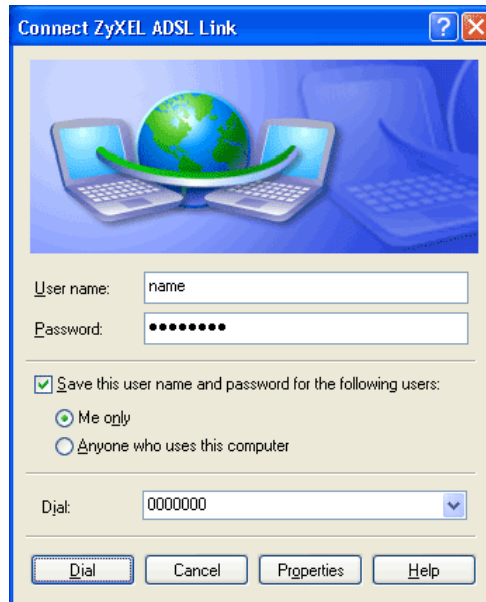 Connect ZyXEL ADSL Link
User name: name
Password: ●●●●●●●●
Save this user name and password for the following users:
Me only
Anyone who uses this computer
Dial: 0000000
Dial Cancel Properties Help